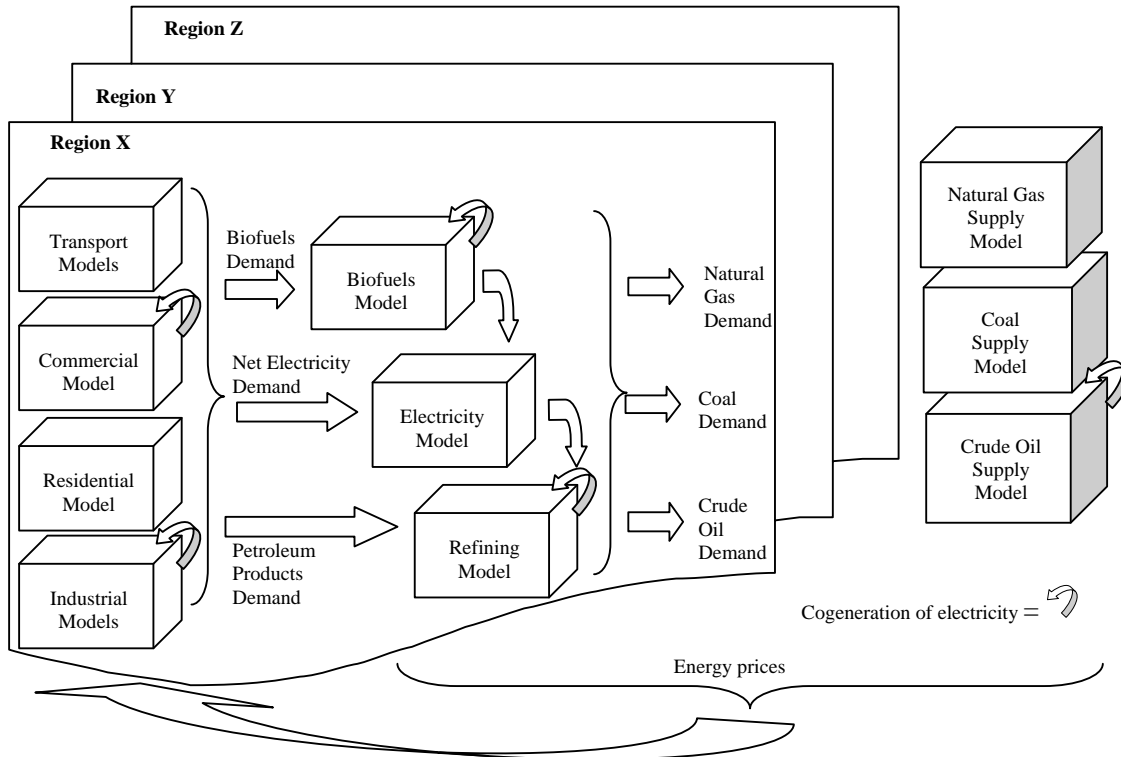 Region Z
Region Y
Region X
Transport
Models
Commercial
Model
Residential
Model
Industrial
Models
Biofuels
Demand
Net Electricity
Demand
Petroleum
Products
Demand
Biofuels
Model
Electricity
Model
Refining
Model
Natural
Gas
Demand
Coal
Demand
Crude
Oil
Demand
Natural Gas
Supply
Model
Coal
Supply
Model
Crude Oil
Supply
Model
Cogeneration of electricity =
Energy prices